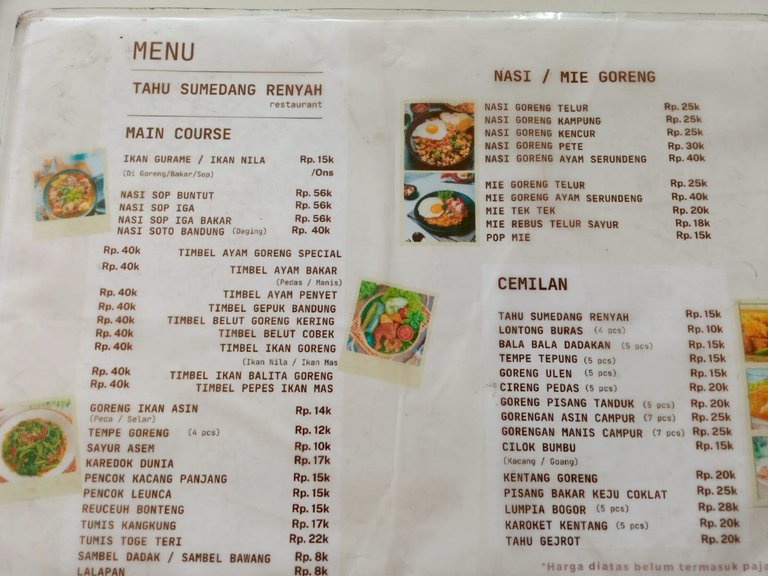 MENU
TAHU SUMEDANG RENYAH
restaurant
MAIN COURSE
IKAN GURAME / IKAN NILA Rp. 15k
(Di Goreng/Bakar/Sop) /Ons
NASI SOP BUNTUT Rp. 56k
NASI SOP IGA Rp. 56k
NASI SOP IGA BAKAR Rp. 56k
NASI SOTO BANDUNG (Daging) Rp. 40k
Rp. 40k TIMBEL AYAM GORENG SPECIAL
Rp. 40k TIMBEL AYAM BAKAR
(Pedas / Manis)
Rp. 40k TIMBEL AYAM PENYET
Rp. 40k TIMBEL GEPUK BANDUNG
Rp. 40k TIMBEL BELUT GORENG KERING
Rp. 40k TIMBEL BELUT COBEK
Rp. 40k TIMBEL IKAN GORENG
(Ikan Nila / Ikan Mas
Rp. 40k TIMBEL IKAN BALITA GORENG
Rp. 40k TIMBEL PEPES IKAN MAS
GORENG IKAN ASIN Rp. 14k
(Peda / Selar)
TEMPE GORENG (4 pcs) Rp. 12k
SAYUR ASEM Rp. 10k
KAREDOK DUNIA Rp. 17k
PENCOK KACANG PANJANG Rp. 15k
PENCOK LEUNCA Rp. 15k
REUCEUH BONTENG Rp. 15k
TUMIS KANGKUNG Rp. 17k
TUMIS TOGE TERI Rp. 22k
SAMBEL DADAK / SAMBEL BAWANG Rp. 8k
LALAPAN Rp. 8k
NASI / MIE GORENG
NASI GORENG TELUR Rp. 25k
NASI GORENG KAMPUNG Rp. 25k
NASI GORENG KENCUR Rp. 25k
NASI GORENG PETE Rp. 30k
NASI GORENG AYAM SERUNDENG Rp. 40k
MIE GORENG TELUR Rp. 25k
MIE GORENG AYAM SERUNDENG Rp. 40k
MIE TEK TEK Rp. 20k
MIE REBUS TELUR SAYUR Rp. 18k
POP MIE Rp. 15k
CEMILAN
TAHU SUMEDANG RENYAH Rp. 15k
LONTONG BURAS (4 pcs) Rp. 10k
BALA BALA DADAKAN (5 pcs) Rp. 15k
TEMPE TEPUNG (5 pcs) Rp. 15k
GORENG ULEN (5 pcs) Rp. 15k
CIRENG PEDAS (5 pcs) Rp. 20k
GORENG PISANG TANDUK (5 pcs) Rp. 20k
GORENGAN ASIN CAMPUR (7 pcs) Rp. 25k
GORENGAN MANIS CAMPUR (7 pcs) Rp. 25k
CILOK BUMBU Rp. 15k
(Kacang / Goang)
KENTANG GORENG Rp. 20k
PISANG BAKAR KEJU COKLAT Rp. 25k
LUMPIA BOGOR (5 pcs) Rp. 28k
KAROKET KENTANG (5 pcs) Rp. 20k
TAHU GEJROT Rp. 20k
*Harga diatas belum termasuk paja